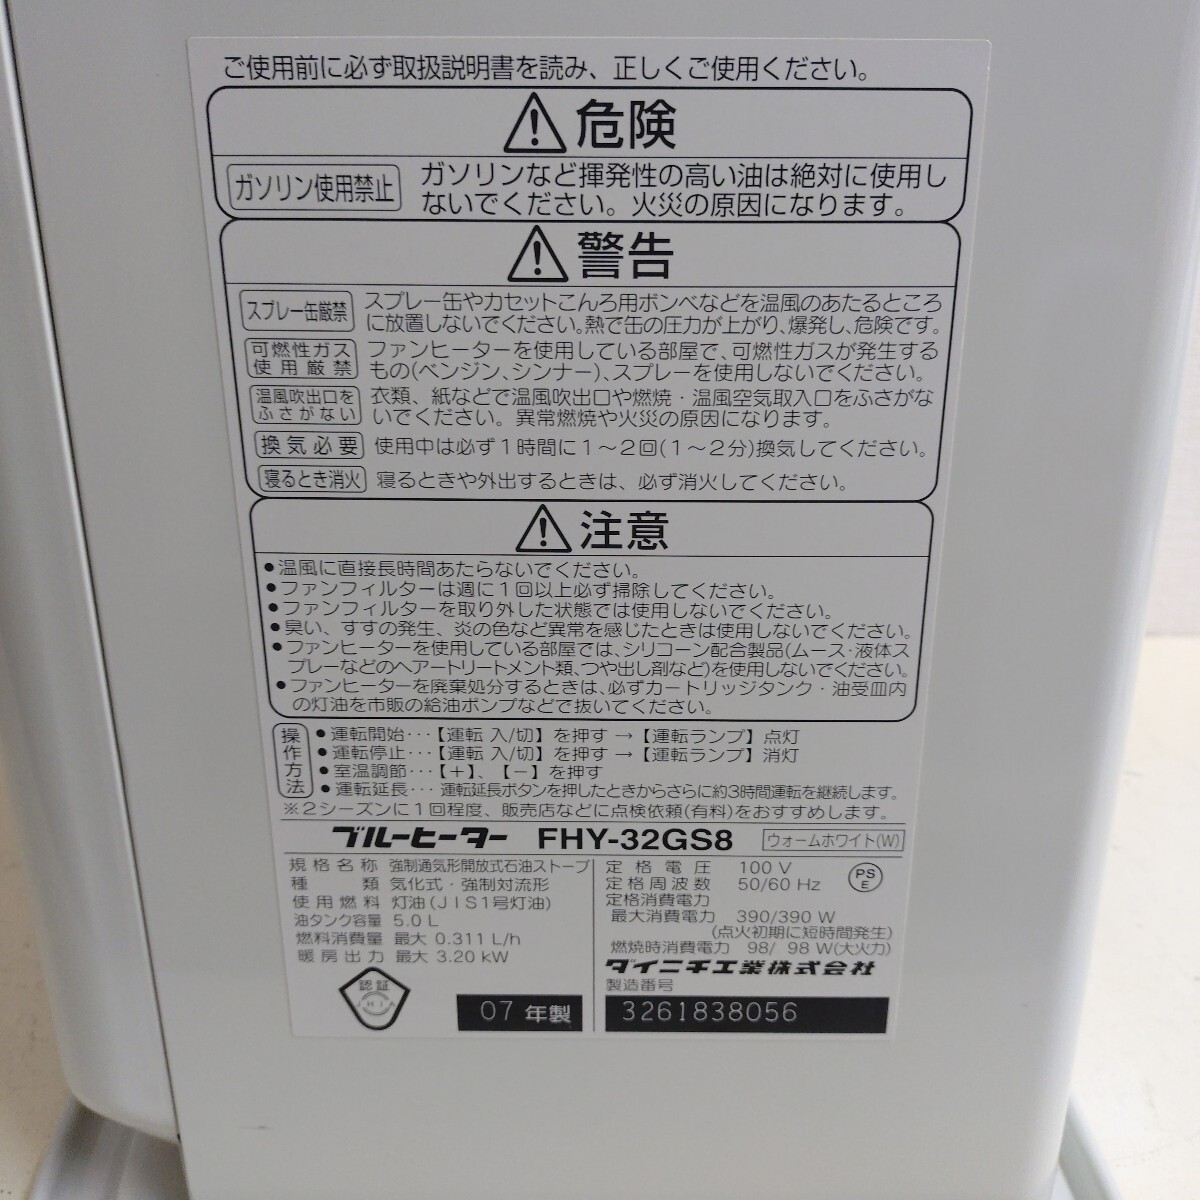 ご使用前に必ず取扱説明書を読み、正しくご使用ください。
危険
ガソリン使用禁止
ガソリンなど揮発性の高い油は絶対に使用し
ないでください。火災の原因になります。
警告
スプレー缶厳禁
スプレー缶やカセットこんろ用ボンベなどを温風のあたるところ
に放置しないでください。熱で缶の圧力が上がり、爆発し、危険です。
可燃性ガス
使用厳禁
ファンヒーターを使用している部屋で、可燃性ガスが発生する
もの(ベンジン、シンナー)、スプレーを使用しないでください。
温風吹出口を
ふさがない
衣類、紙などで温風吹出口や燃焼・温風空気取入口をふさがな
いでください。異常燃焼や火災の原因になります。
換気必要
使用中は必ず1時間に1〜2回(1〜2分)換気してください。
寝るとき消火
寝るときや外出するときは、必ず消火してください。
注意
●温風に直接長時間あたらないでください。
●ファンフィルターは週に1回以上必ず掃除してください。
●ファンフィルターを取り外した状態では使用しないでください。
●臭い、すすの発生、炎の色など異常を感じたときは使用しないでください。
●ファンヒーターを使用している部屋では、シリコーン配合製品(ムース・液体ス
プレーなどのヘアートリートメント類、つや出し剤など)を使用しないでください。
●ファンヒーターを廃棄処分するときは、必ずカートリッジタンク・油受皿内
の灯油を市販の給油ポンプなどで抜いてください。
操作方法
●運転開始･･･【運転 入/切】を押す→【運転ランプ】点灯
●運転停止･･･【運転 入/切】を押す→【運転ランプ】消灯
●室温調節･･･【＋】、【－】を押す
●運転延長･･･運転延長ボタンを押したときからさらに約3時間運転を継続します。
※2シーズンに1回程度、販売店などに点検依頼(有料)をおすすめします。
ブルーヒーター FHY-32GS8 ウォームホワイト(W)
規格名称 強制通気形開放式石油ストーブ
種類 気化式・強制対流形
使用燃料 灯油(JIS1号灯油)
油タンク容量 5.0 L
燃料消費量 最大 0.311 L/h
暖房出力 最大 3.20 kW
認証
JHIA
07 年製
定格電圧 100 V
定格周波数 50/60 Hz
PS
E
定格消費電力
最大消費電力 390/390 W
(点火初期に短時間発生)
燃焼時消費電力 98/ 98 W(大火力)
ダイニチ工業株式会社
製造番号
3261838056